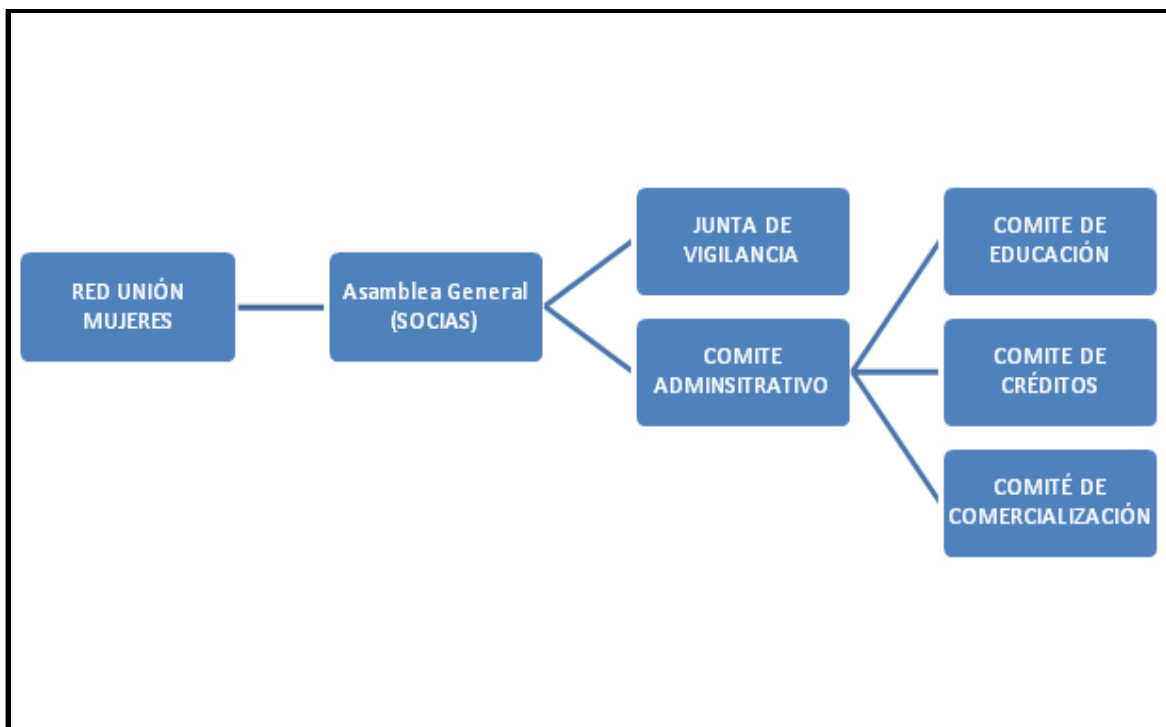 RED UNIÓN
MUJERES
Asamblea General
(SOCIAS)
JUNTA DE
VIGILANCIA
COMITE
ADMINSITRATIVO
COMITE DE
EDUCACIÓN
COMITE DE
CRÉDITOS
COMITÉ DE
COMERCIALIZACIÓN